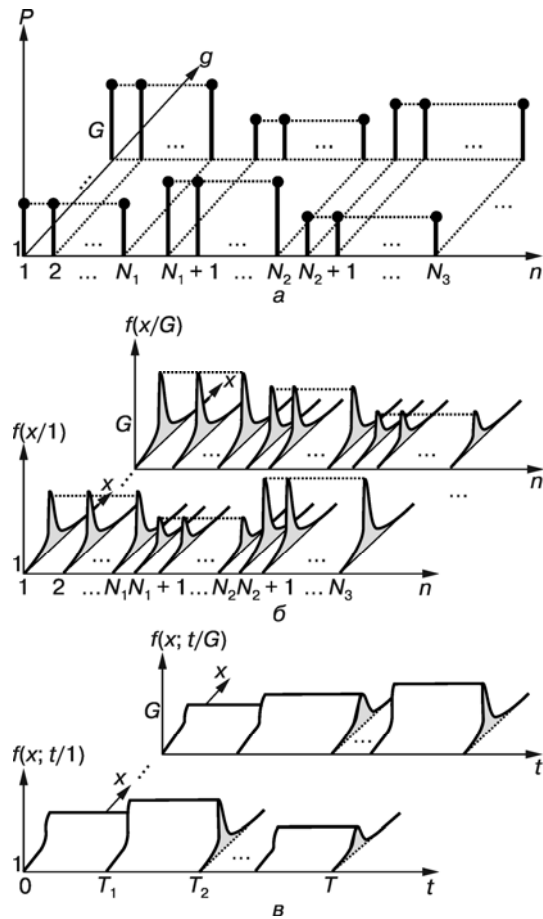 P
g
G
...
...
...
...
...
1
...
...
...
1 2 ... N₁ N₁ + 1 ... N₂ N₂ + 1 ... N₃ n
а
f(x/G)
x
G
f(x/1)
... ... ...
n
x ... ...
1
... ... ...
1 2 ... N₁ N₁ + 1 ... N₂ N₂ + 1 ... N₃ n
б
f(x; t/G)
x
G
...
t
f(x; t/1)
x ...
1
...
0 T₁ T₂ T t
в